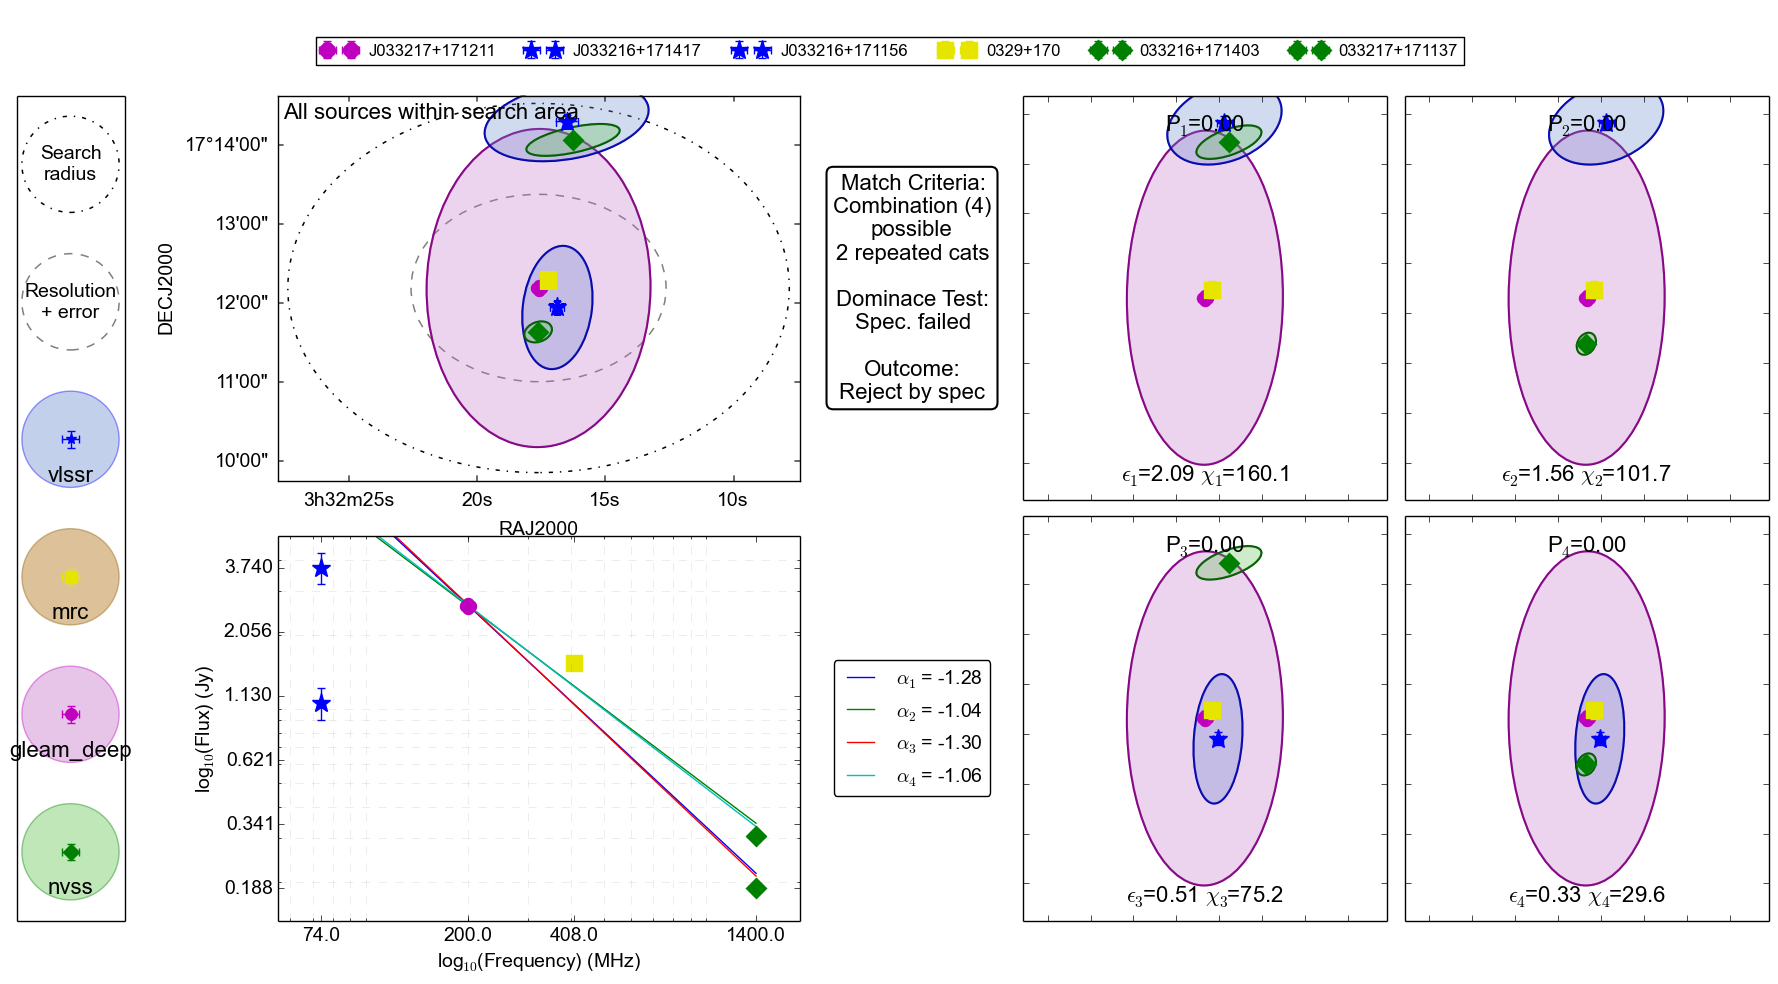 J033217+171211 J033216+171417 J033216+171156 0329+170 033216+171403 033217+171137
Search
radius
Resolution
+ error
vlssr
mrc
gleam_deep
nvss
All sources within search area
17°14'00"
13'00"
12'00"
11'00"
10'00"
DECJ2000
3h32m25s 20s 15s 10s
RAJ2000
Match Criteria:
Combination (4)
possible
2 repeated cats
Dominace Test:
Spec. failed
Outcome:
Reject by spec
P1=0.00
ϵ1=2.09 χ1=160.1
P2=0.00
ϵ2=1.56 χ2=101.7
3.740
2.056
1.130
0.621
0.341
0.188
log10(Flux) (Jy)
74.0 200.0 408.0 1400.0
log10(Frequency) (MHz)
α1 = -1.28
α2 = -1.04
α3 = -1.30
α4 = -1.06
P3=0.00
ϵ3=0.51 χ3=75.2
P4=0.00
ϵ4=0.33 χ4=29.6